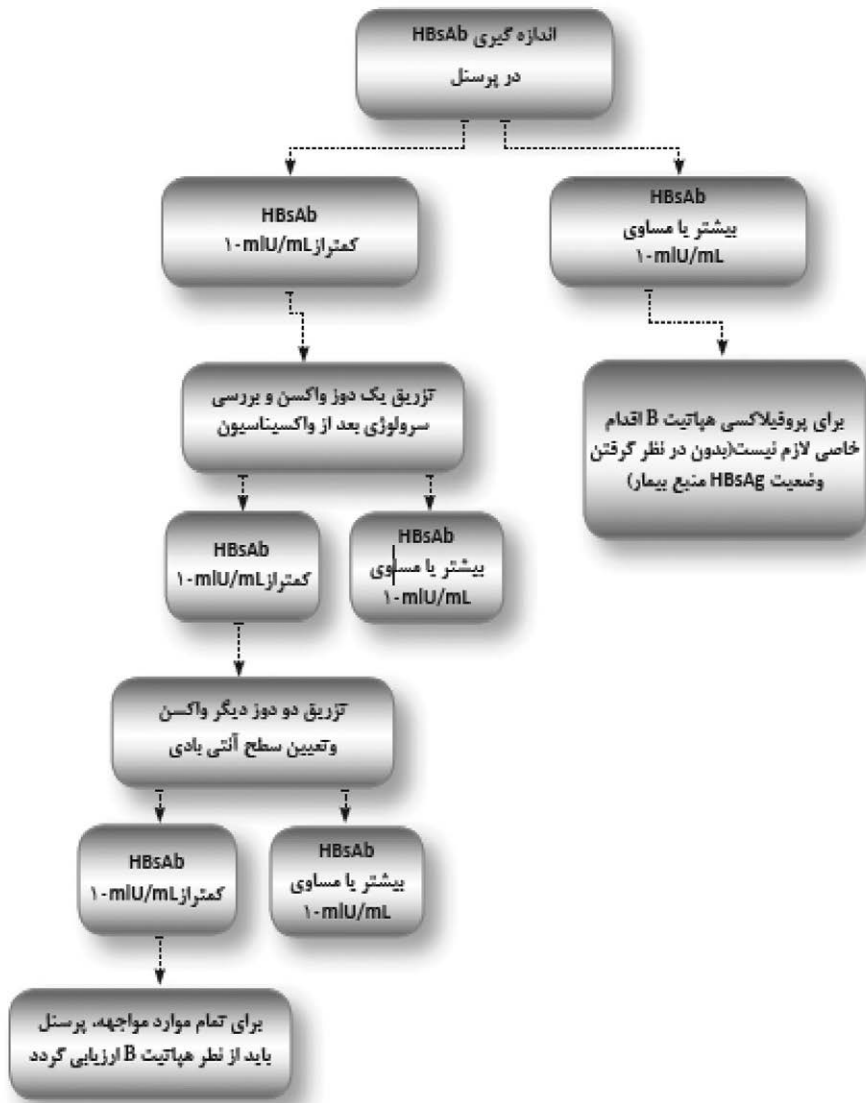 اندازه گیری HBsAb
در پرسنل
HBsAb
بیشتر یا مساوی
۱۰mIU/mL
HBsAb
کمتراز ۱۰mIU/mL
برای پروفیلاکسی هپاتیت B اقدام
خاصی لازم نیست(بدون در نظر گرفتن
وضعیت HBsAg منبع بیمار)
تزریق یک دوز واکسن و بررسی
سرولوژی بعد از واکسیناسیون
HBsAb
بیشتر یا مساوی
۱۰mIU/mL
HBsAb
کمتراز ۱۰mIU/mL
تزریق دو دوز دیگر واکسن
وتعیین سطح آنتی بادی
HBsAb
بیشتر یا مساوی
۱۰mIU/mL
HBsAb
کمتراز ۱۰mIU/mL
برای تمام موارد مواجهه، پرسنل
باید از نطر هپاتیت B ارزیابی گردد